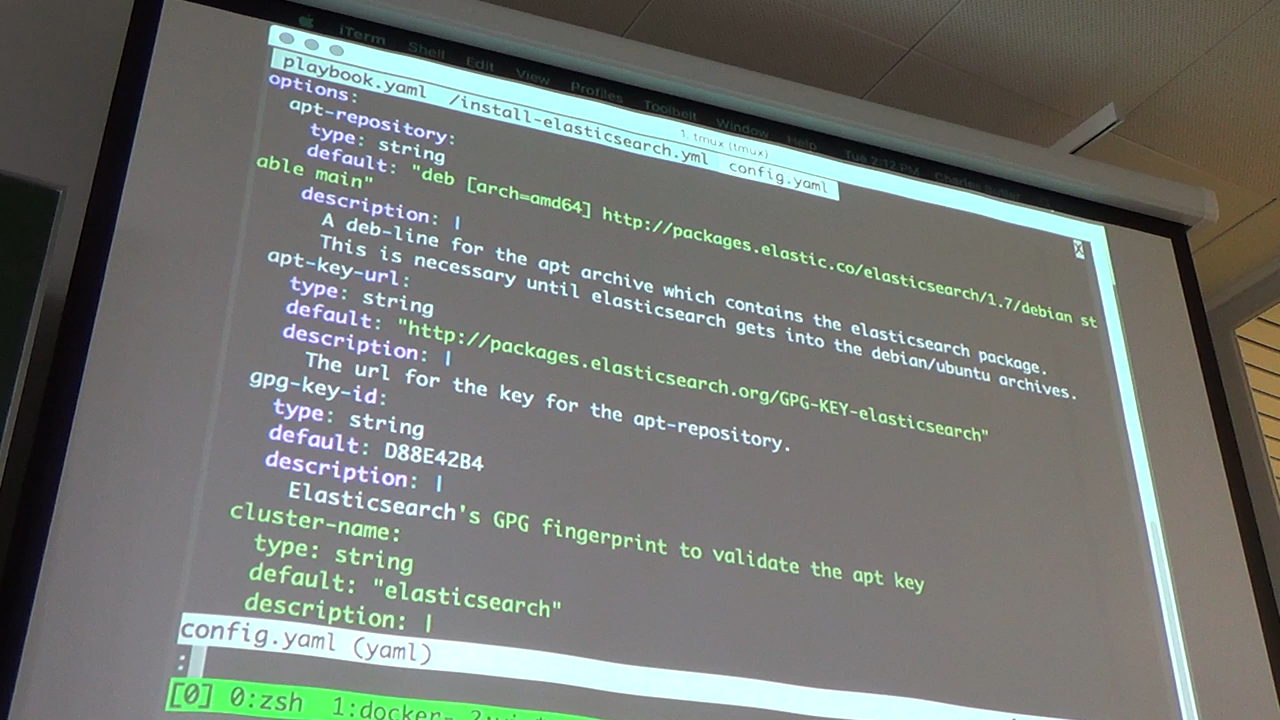 iTerm Shell Edit View Profiles Toolbelt Window Help Tue 2:12 PM
1. tmux (tmux)
playbook.yaml /install-elasticsearch.yml config.yaml
X
options:
apt-repository:
type: string
default: "deb [arch=amd64] http://packages.elastic.co/elasticsearch/1.7/debian st
able main"
description: |
A deb-line for the apt archive which contains the elasticsearch package.
This is necessary until elasticsearch gets into the debian/ubuntu archives.
apt-key-url:
type: string
default: "http://packages.elasticsearch.org/GPG-KEY-elasticsearch"
description: |
The url for the key for the apt-repository.
gpg-key-id:
type: string
default: D88E42B4
description: |
Elasticsearch's GPG fingerprint to validate the apt key
cluster-name:
type: string
default: "elasticsearch"
description: |
config.yaml (yaml)
:
[0] 0:zsh 1:docker-